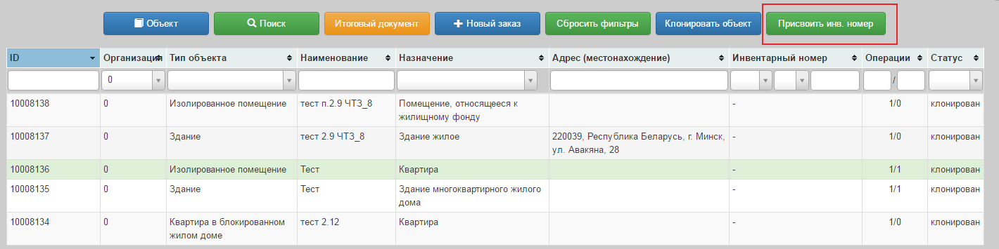 Объект Поиск Итоговый документ Новый заказ Сбросить фильтры Клонировать объект Присвоить инв. номер
ID Организация Тип объекта Наименование Назначение Адрес (местонахождение) Инвентарный номер Операции Статус
0 /
10008138 0 Изолированное помещение тест п.2.9 ЧТЗ_8 Помещение, относящееся к - 1/0 клонирован
жилищному фонду
10008137 0 Здание тест 2.9 ЧТЗ_8 Здание жилое 220039, Республика Беларусь, г. Минск, - 1/0 клонирован
ул. Авакяна, 28
10008136 0 Изолированное помещение Тест Квартира - 1/1 клонирован
10008135 0 Здание Тест Здание многоквартирного жилого - 1/1 клонирован
дома
10008134 0 Квартира в блокированном тест 2.12 Квартира - 1/0 клонирован
жилом доме